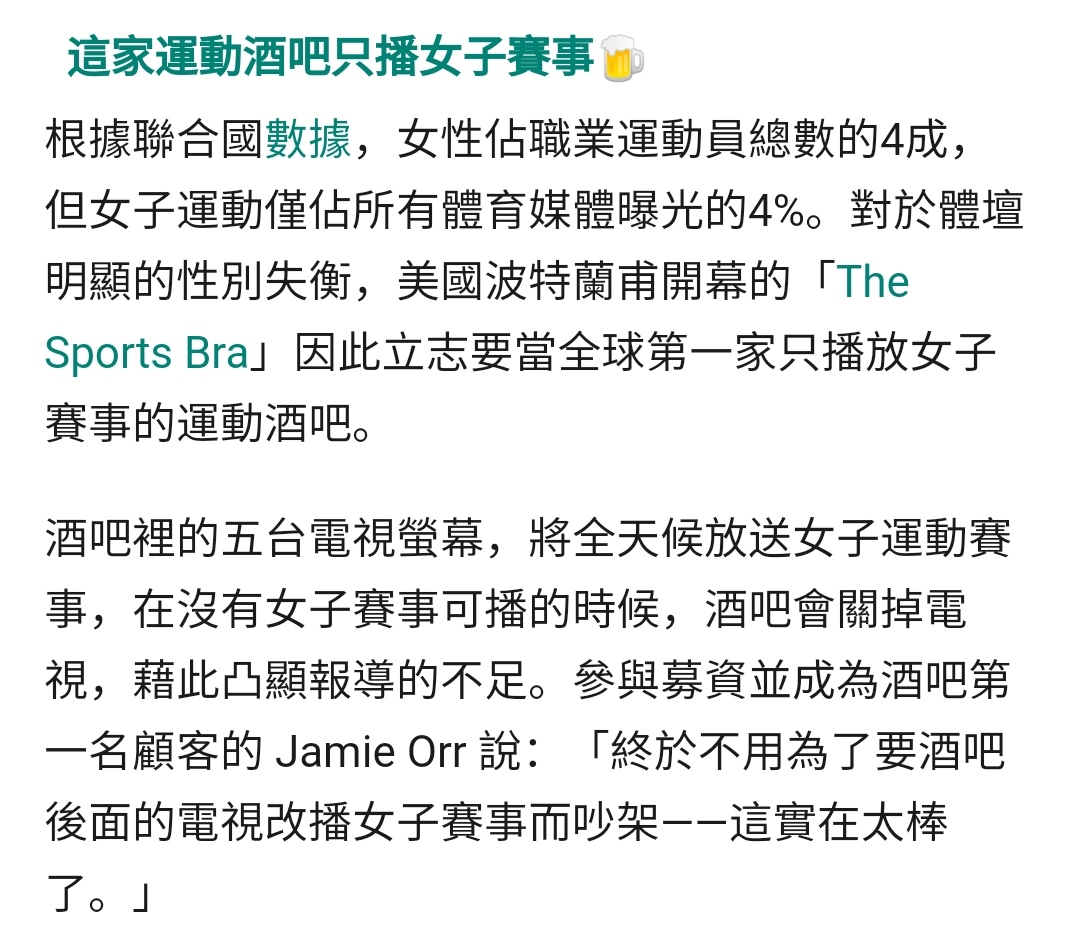 這家運動酒吧只播女子賽事🍺
根據聯合國數據，女性佔職業運動員總數的4成，
但女子運動僅佔所有體育媒體曝光的4%。對於體壇
明顯的性別失衡，美國波特蘭甫開幕的「The
Sports Bra」因此立志要當全球第一家只播放女子
賽事的運動酒吧。
酒吧裡的五台電視螢幕，將全天候放送女子運動賽
事，在沒有女子賽事可播的時候，酒吧會關掉電
視，藉此凸顯報導的不足。參與募資並成為酒吧第
一名顧客的 Jamie Orr 說：「終於不用為了要酒吧
後面的電視改播女子賽事而吵架——這實在太棒
了。」